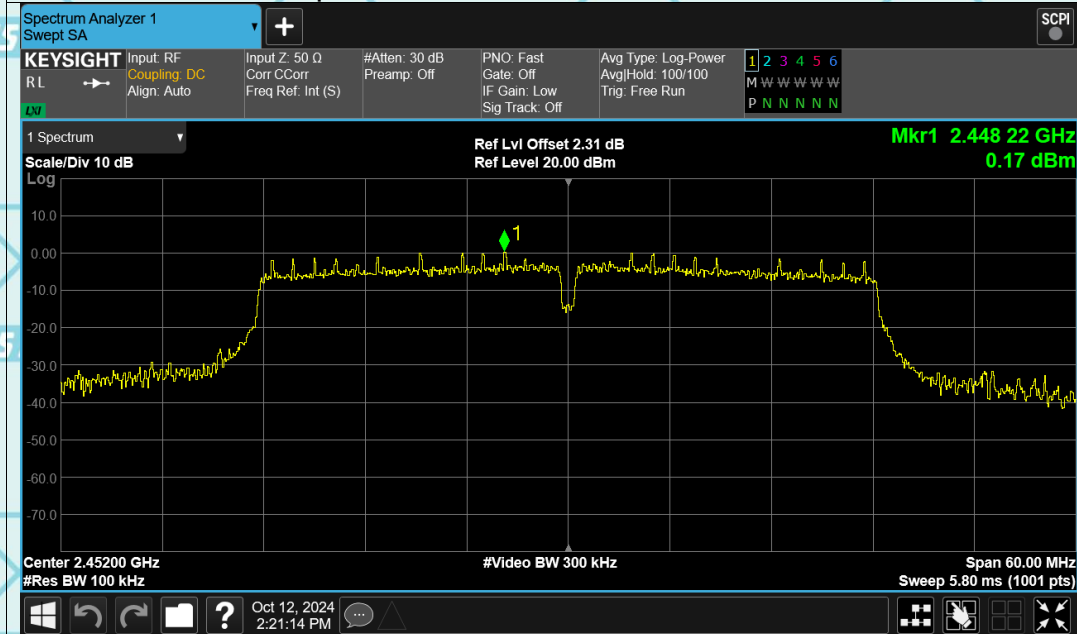 Spectrum Analyzer 1
Swept SA
+
SCPI
KEYSIGHT
RL
LXI
Input: RF
Coupling: DC
Align: Auto
Input Z: 50 Ω
Corr CCorr
Freq Ref: Int (S)
#Atten: 30 dB
Preamp: Off
PNO: Fast
Gate: Off
IF Gain: Low
Sig Track: Off
Avg Type: Log-Power
Avg|Hold: 100/100
Trig: Free Run
1 2 3 4 5 6
M W W W W W
P N N N N N
1 Spectrum
Scale/Div 10 dB
Log
Ref Lvl Offset 2.31 dB
Ref Level 20.00 dBm
Mkr1 2.448 22 GHz
0.17 dBm
10.0
0.00
-10.0
-20.0
-30.0
-40.0
-50.0
-60.0
-70.0
1
Center 2.45200 GHz
#Res BW 100 kHz
#Video BW 300 kHz
Span 60.00 MHz
Sweep 5.80 ms (1001 pts)
?
Oct 12, 2024
2:21:14 PM